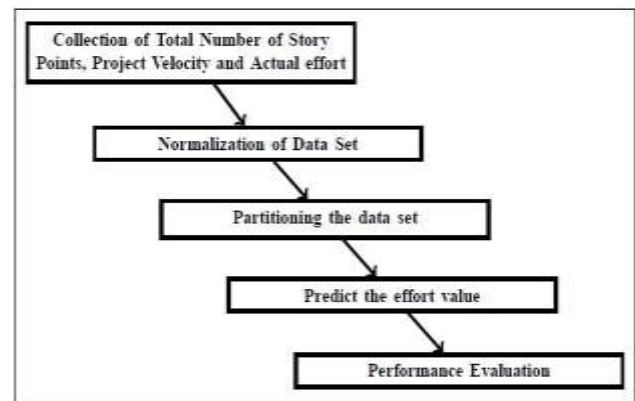 Collection of Total Number of Story
Points, Project Velocity and Actual effort
Normalization of Data Set
Partitioning the data set
Predict the effort value
Performance Evaluation